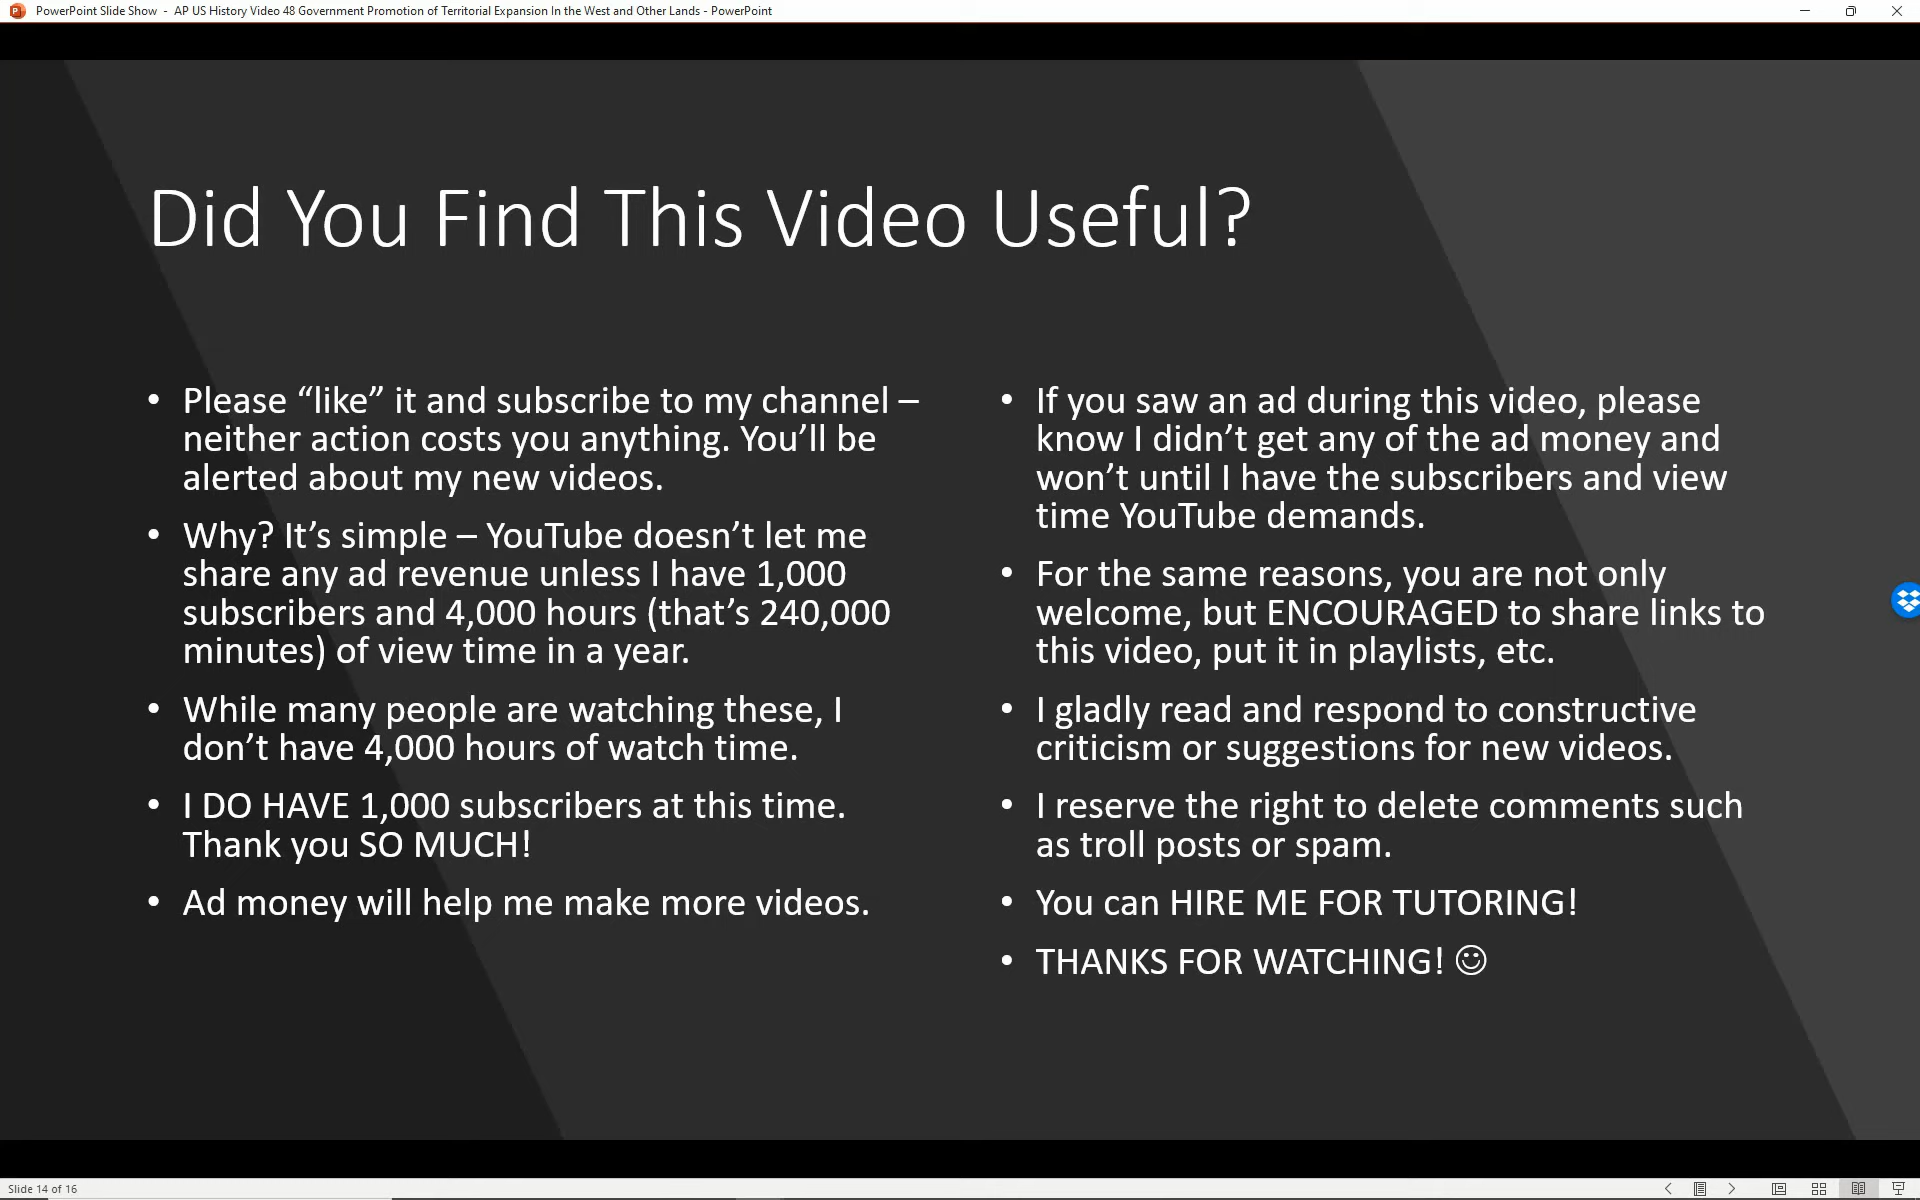 PowerPoint Slide Show - AP US History Video 48 Government Promotion of Territorial Expansion In the West and Other Lands - PowerPoint
Did You Find This Video Useful?
• Please “like” it and subscribe to my channel –
neither action costs you anything. You’ll be
alerted about my new videos.
• Why? It’s simple – YouTube doesn’t let me
share any ad revenue unless I have 1,000
subscribers and 4,000 hours (that’s 240,000
minutes) of view time in a year.
• While many people are watching these, I
don’t have 4,000 hours of watch time.
• I DO HAVE 1,000 subscribers at this time.
Thank you SO MUCH!
• Ad money will help me make more videos.
• If you saw an ad during this video, please
know I didn’t get any of the ad money and
won’t until I have the subscribers and view
time YouTube demands.
• For the same reasons, you are not only
welcome, but ENCOURAGED to share links to
this video, put it in playlists, etc.
• I gladly read and respond to constructive
criticism or suggestions for new videos.
• I reserve the right to delete comments such
as troll posts or spam.
• You can HIRE ME FOR TUTORING!
• THANKS FOR WATCHING! ☺
Slide 14 of 16